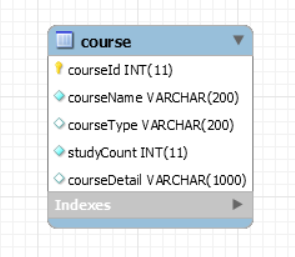 course
courseId INT(11)
courseName VARCHAR(200)
courseType VARCHAR(200)
studyCount INT(11)
courseDetail VARCHAR(1000)
Indexes